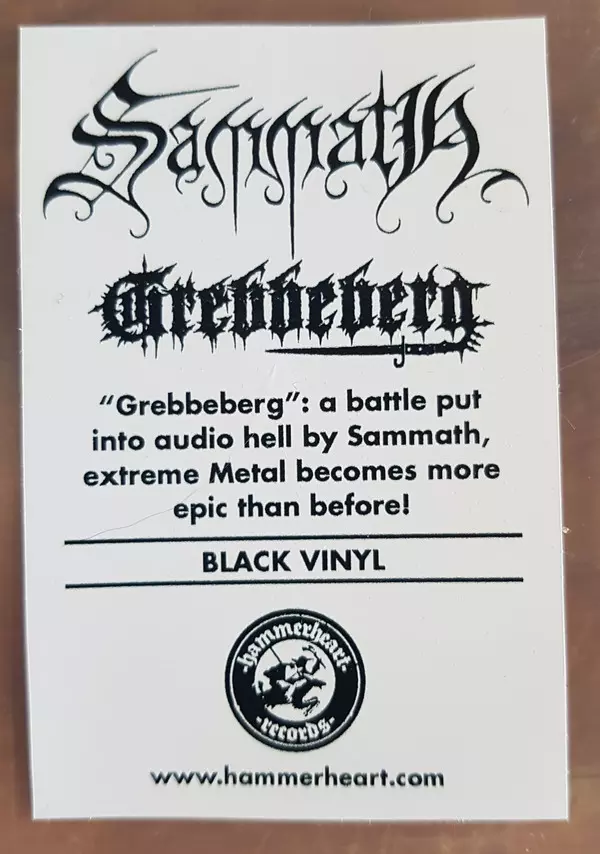 Sammath
Grebbeberg
“Grebbeberg”: a battle put
into audio hell by Sammath,
extreme Metal becomes more
epic than before!
BLACK VINYL
·hammerheart·
·records·
www.hammerheart.com